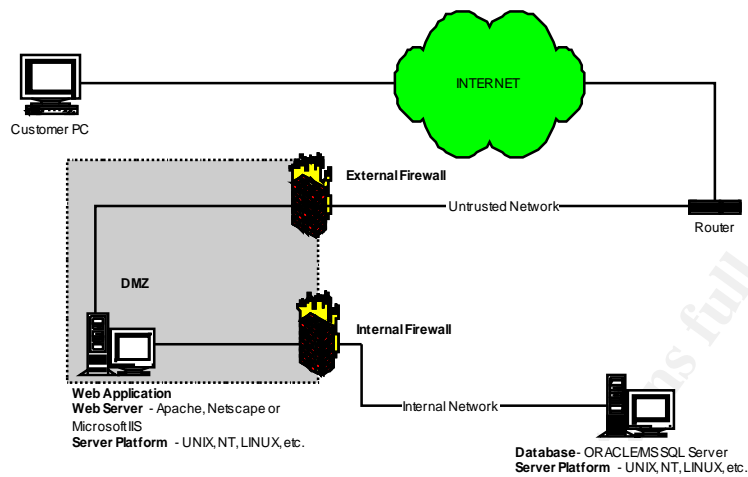 INTERNET
Customer PC
External Firewall
Untrusted Network
Router
DMZ
Internal Firewall
Web Application
Web Server - Apache, Netscape or
Microsoft IIS
Server Platform - UNIX, NT, LINUX, etc.
Internal Network
Database- ORACLE/MS SQL Server
Server Platform - UNIX, NT, LINUX, etc.